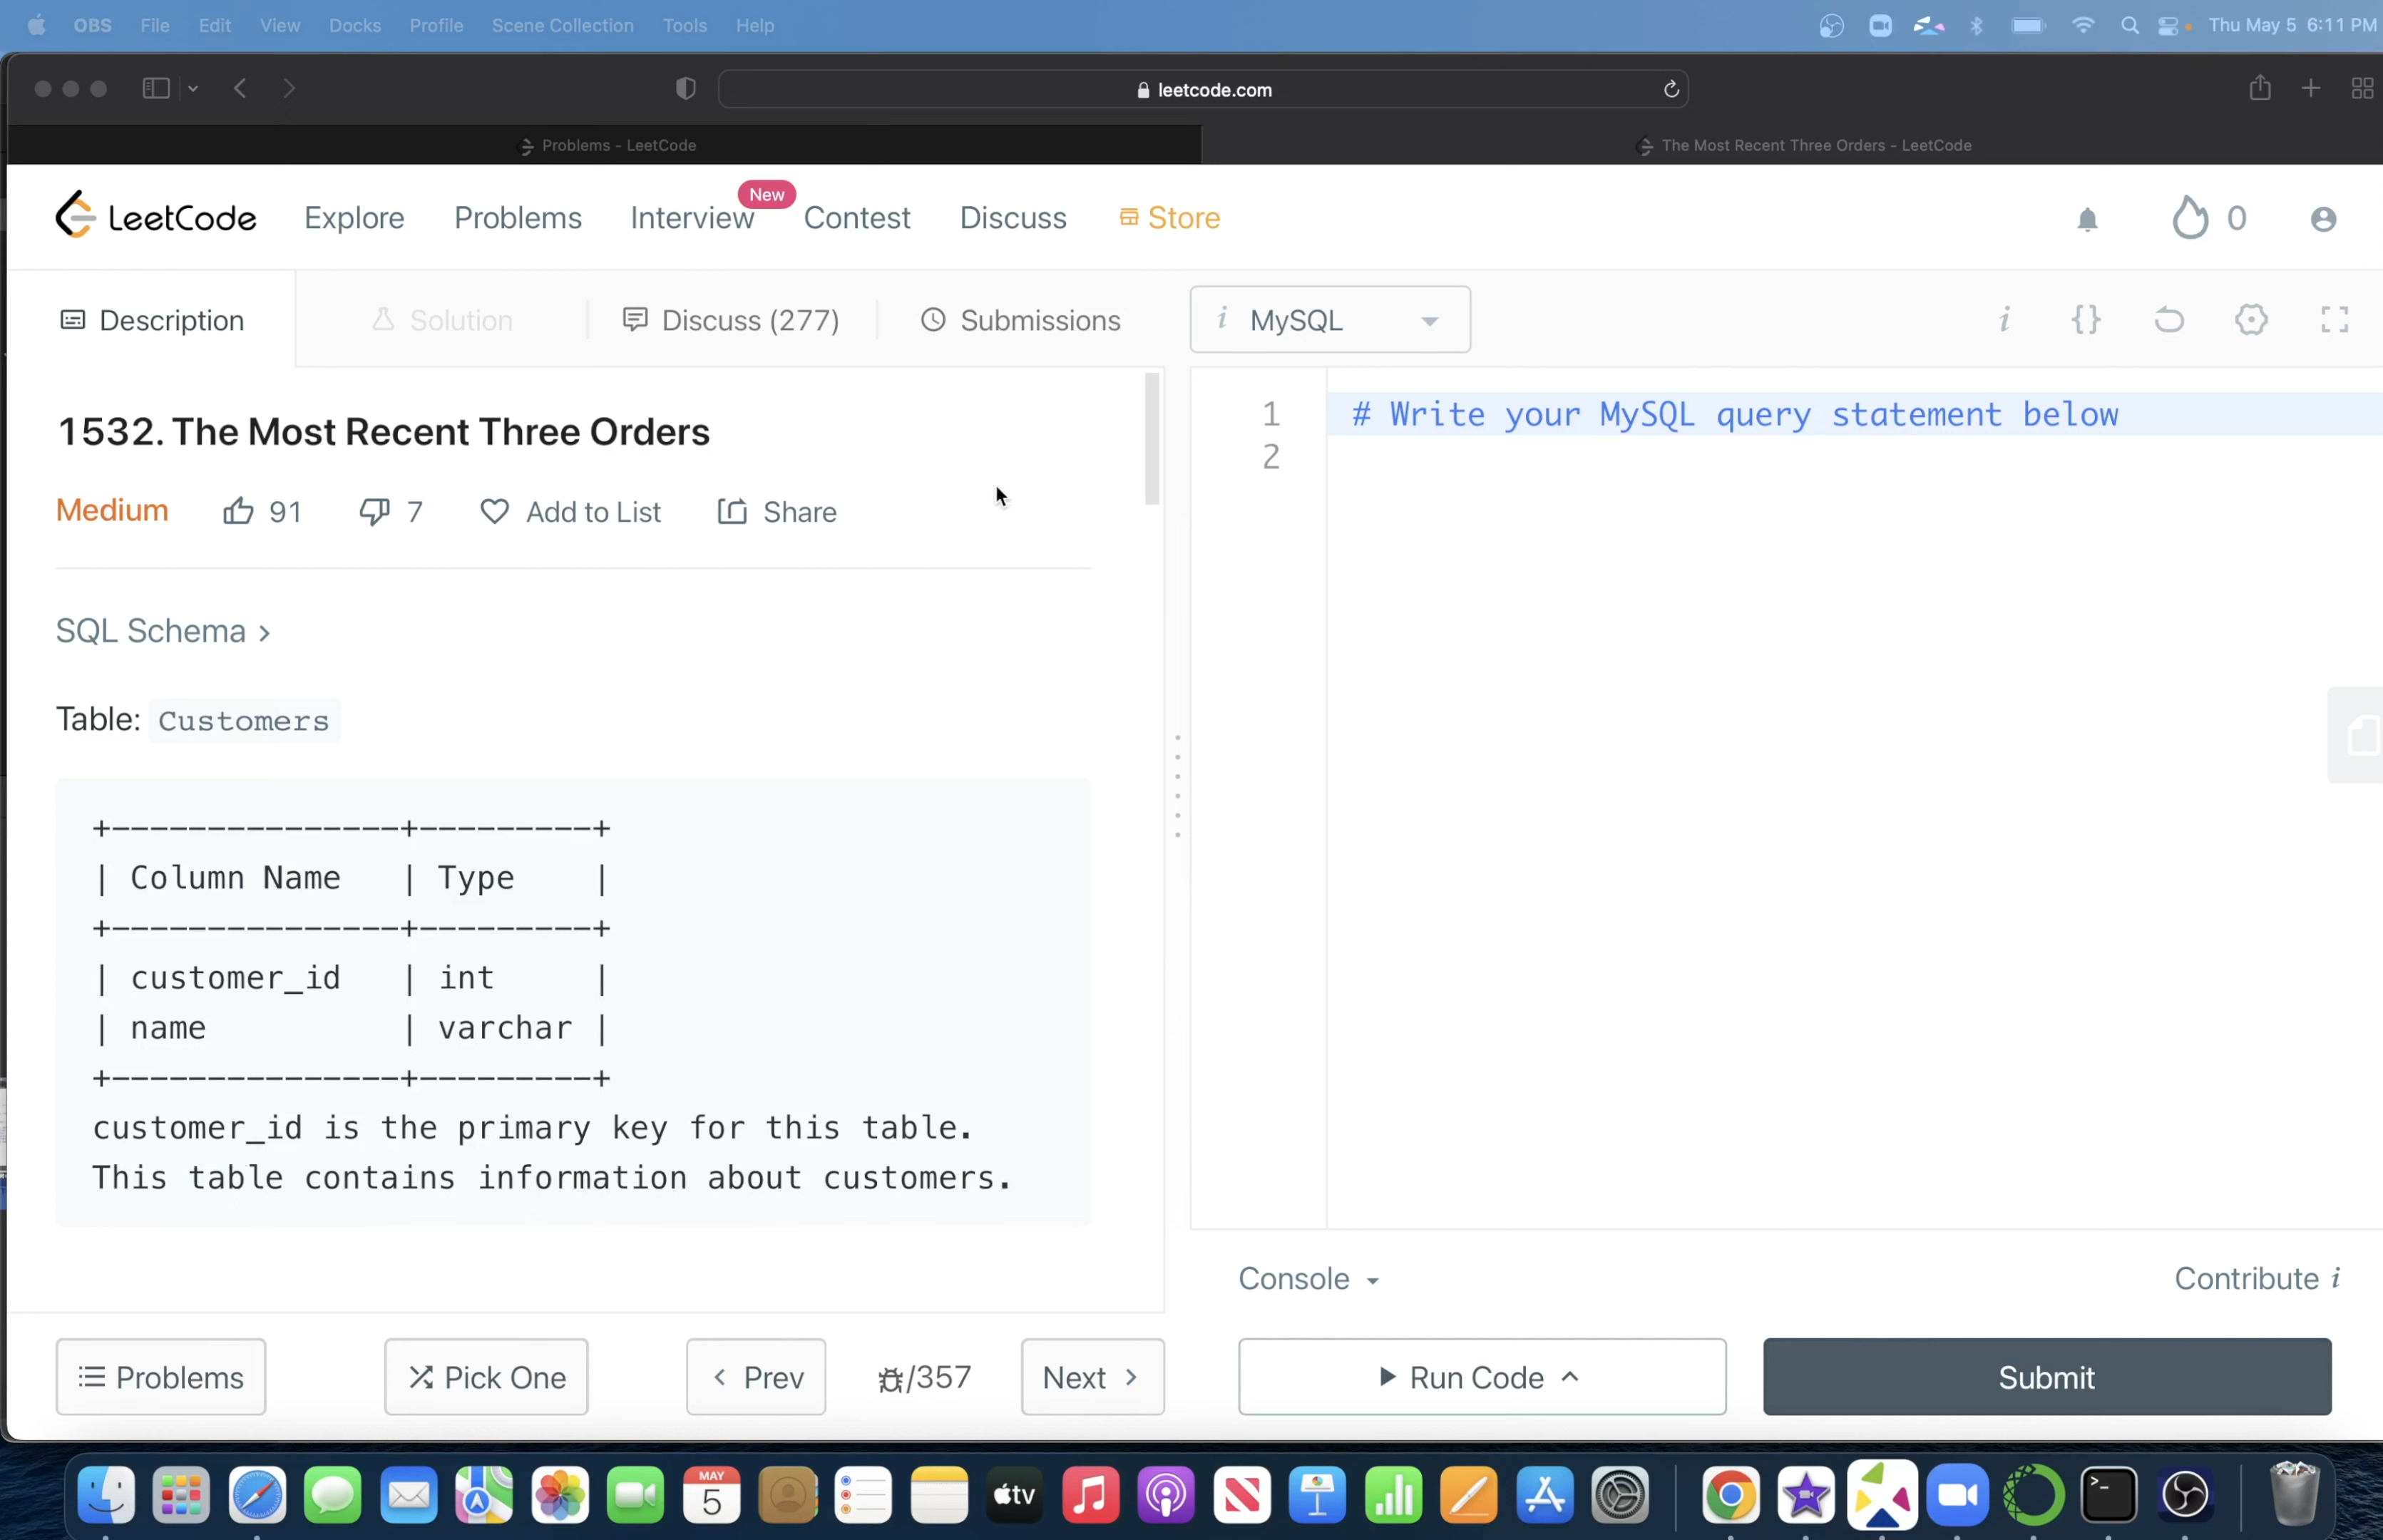 OBS File Edit View Docks Profile Scene Collection Tools Help Thu May 5 6:11 PM
leetcode.com
Problems - LeetCode The Most Recent Three Orders - LeetCode
LeetCode Explore Problems Interview New Contest Discuss Store 0
Description Solution Discuss (277) Submissions i MySQL i {}
1532. The Most Recent Three Orders
Medium 91 7 Add to List Share
SQL Schema >
Table: Customers
+---------------+---------+
| Column Name   | Type    |
+---------------+---------+
| customer_id   | int     |
| name          | varchar |
+---------------+---------+
customer_id is the primary key for this table.
This table contains information about customers.
1 # Write your MySQL query statement below
2
Console Contribute i
Problems Pick One < Prev /357 Next > Run Code Submit
MAY
5
tv
>_